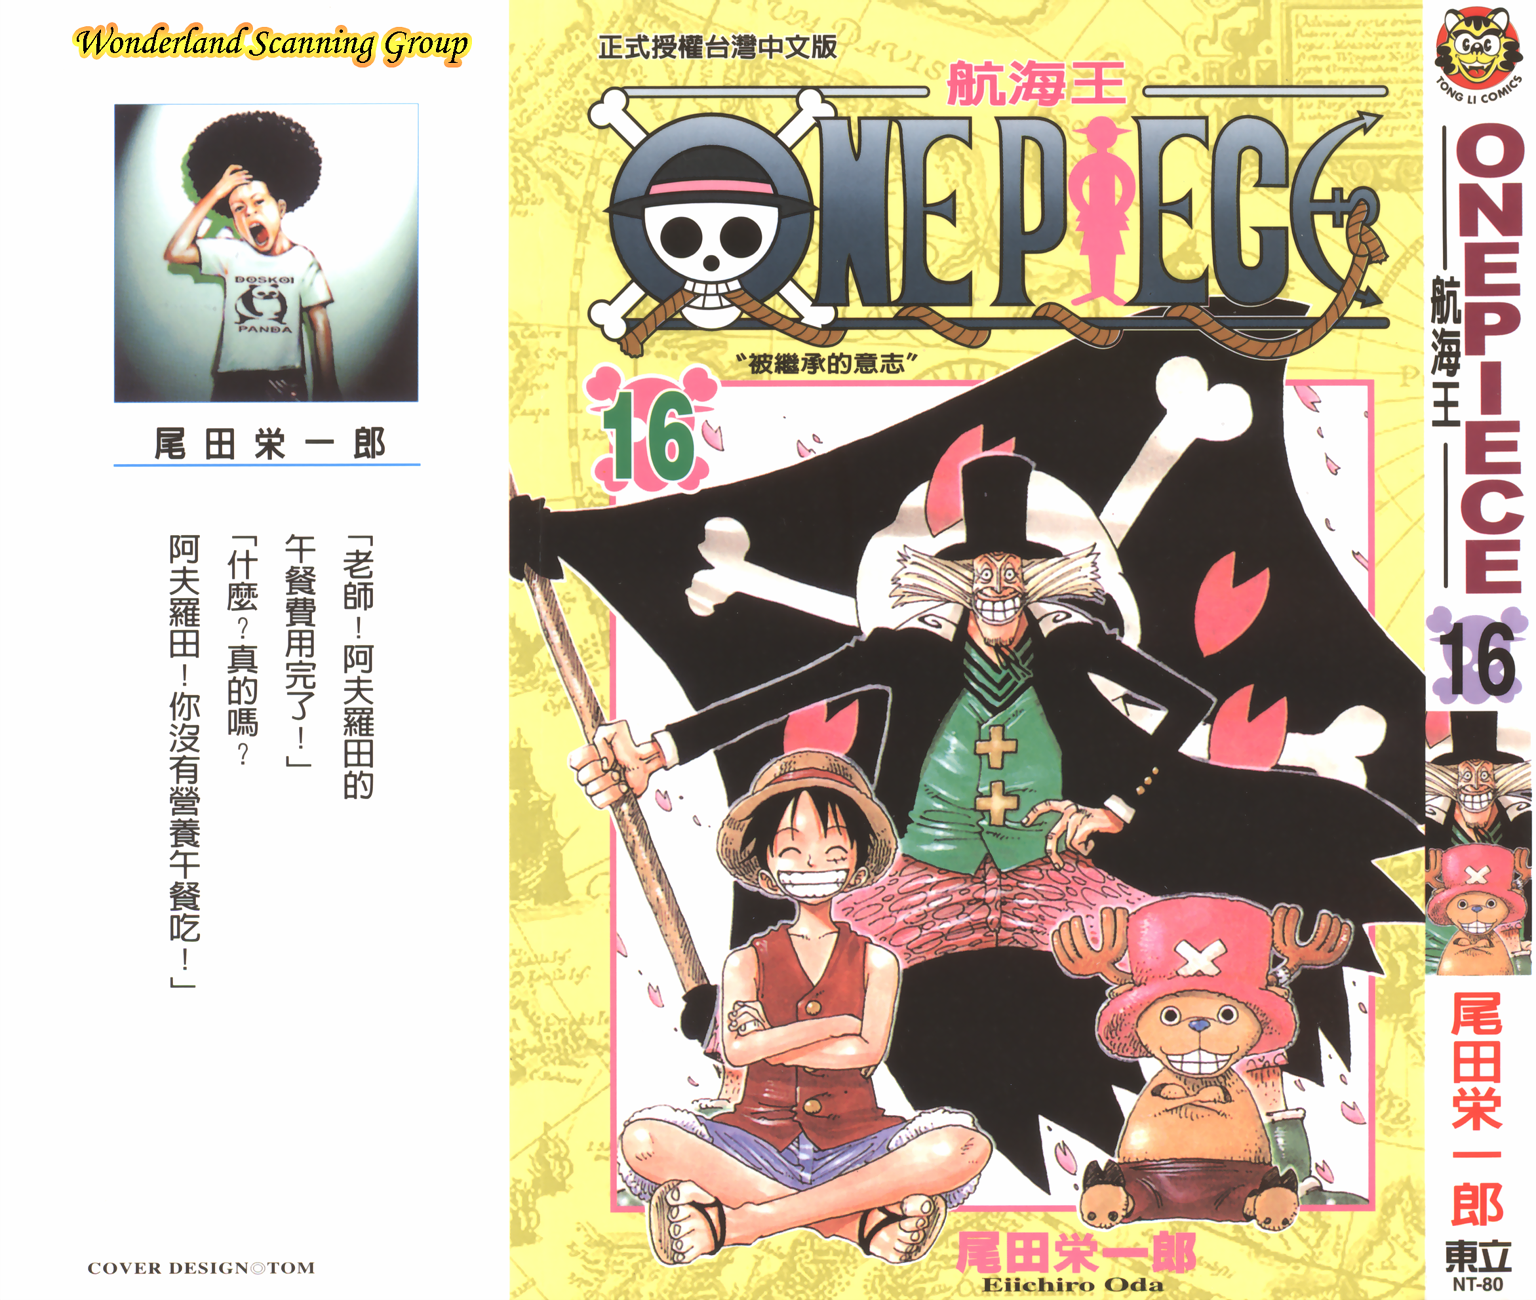 Wonderland Scanning Group
DOSKOI
PANDA
尾田栄一郎
「老師！阿夫羅田的
午餐費用完了！」
「什麼？真的嗎？
阿夫羅田！你沒有營養午餐吃！」
COVER DESIGN◎TOM
正式授權台灣中文版
航海王
ONE PIECE
"被繼承的意志"
16
尾田栄一郎
Eiichiro Oda
TONG LI COMICS
ONE PIECE
航海王
16
尾田栄一郎
東立
NT-80